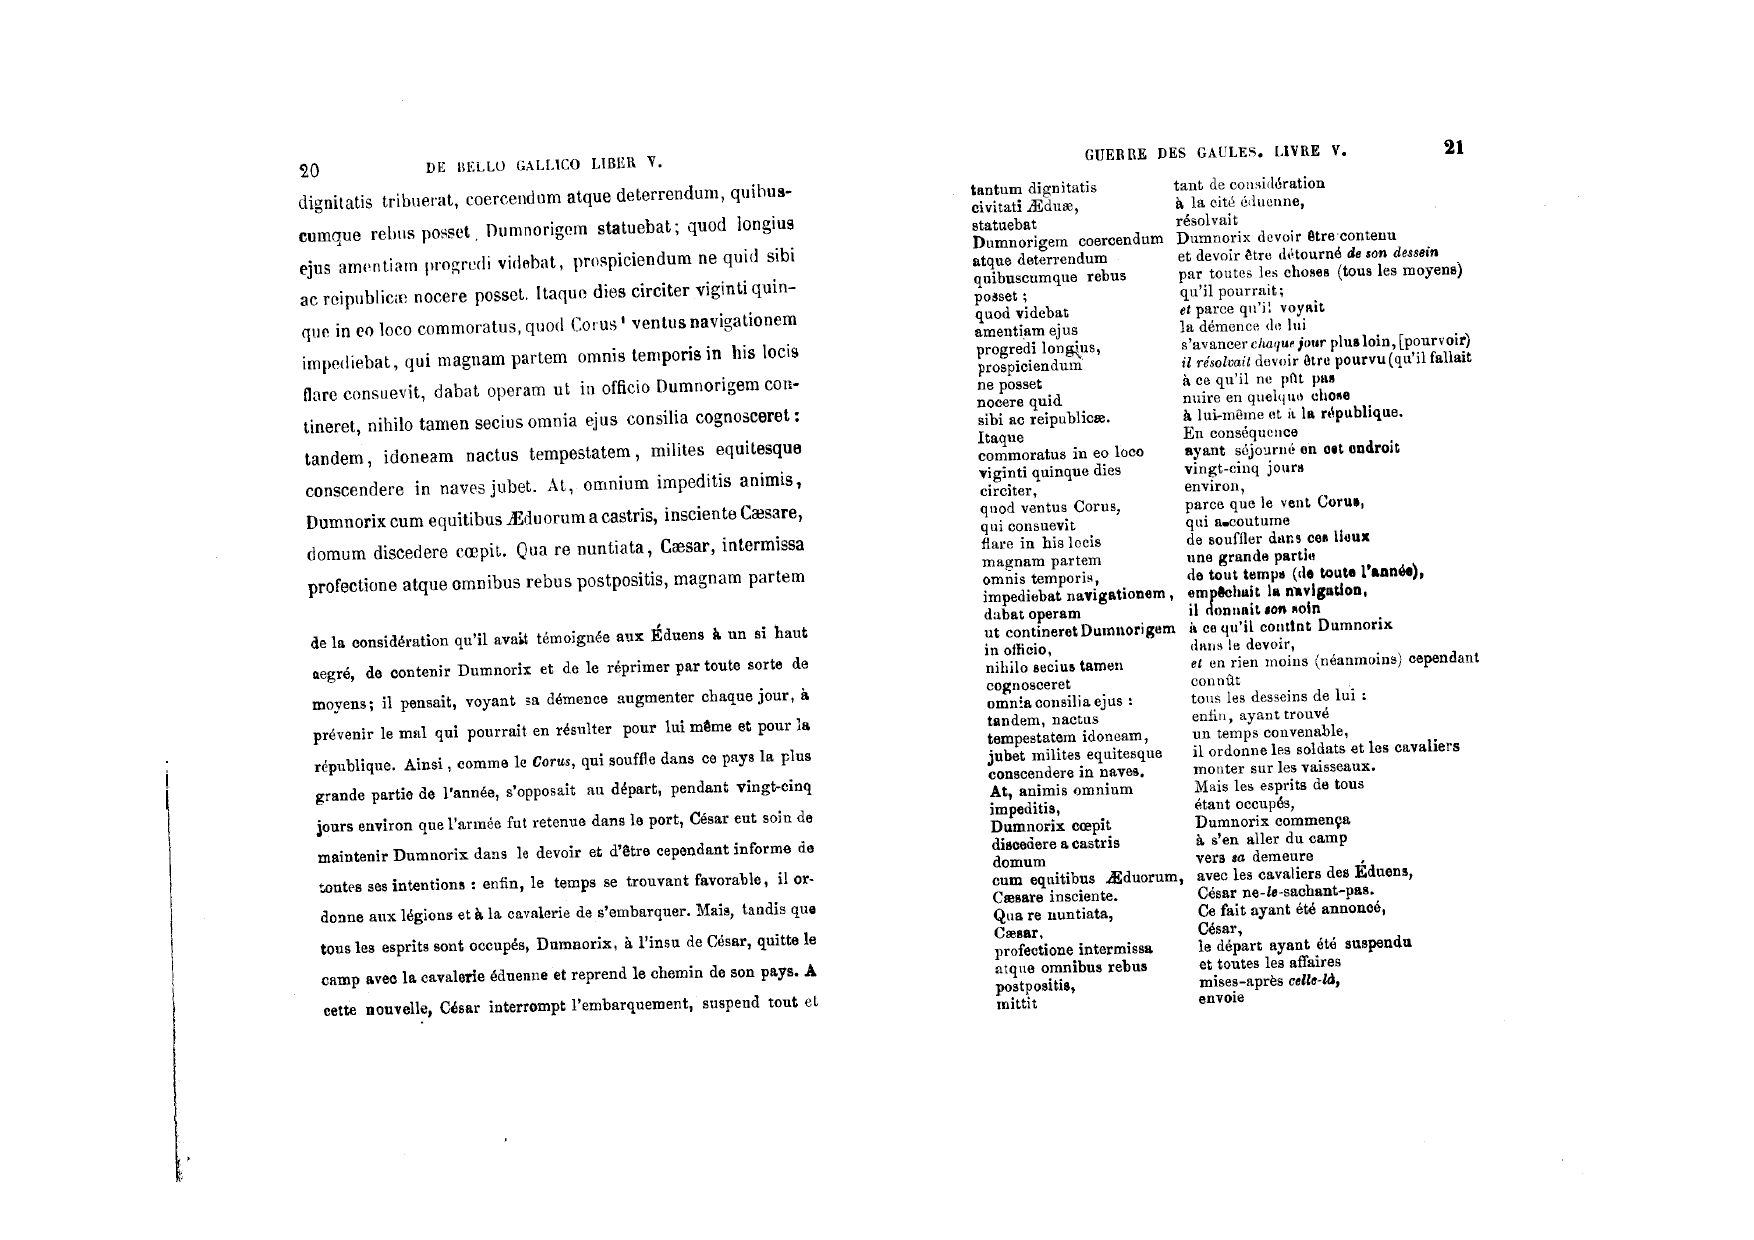 20 DE BELLO GALLICO LIBER V.
dignitatis tribuerat, coercendum atque deterrendum, quibus-
cumque rebus posset, Dumnorigem statuebat; quod longius
ejus amentiam progredi videbat, prospiciendum ne quid sibi
ac reipublicæ nocere posset. Itaque dies circiter viginti quin-
que in eo loco commoratus, quod Corus¹ ventus navigationem
impediebat, qui magnam partem omnis temporis in his locis
flare consuevit, dabat operam ut in officio Dumnorigem con-
tineret, nihilo tamen secius omnia ejus consilia cognosceret:
tandem, idoneam nactus tempestatem, milites equitesque
conscendere in naves jubet. At, omnium impeditis animis,
Dumnorix cum equitibus Æduorum a castris, insciente Cæsare,
domum discedere cœpit. Qua re nuntiata, Cæsar, intermissa
profectione atque omnibus rebus postpositis, magnam partem
de la considération qu'il avait témoignée aux Éduens à un si haut
degré, de contenir Dumnorix et de le réprimer par toute sorte de
moyens; il pensait, voyant sa démence augmenter chaque jour, à
prévenir le mal qui pourrait en résulter pour lui même et pour la
république. Ainsi, comme le Corus, qui souffle dans ce pays la plus
grande partie de l'année, s'opposait au départ, pendant vingt-cinq
jours environ que l'armée fut retenue dans le port, César eut soin de
maintenir Dumnorix dans le devoir et d'être cependant informe de
toutes ses intentions : enfin, le temps se trouvant favorable, il or-
donne aux légions et à la cavalerie de s'embarquer. Mais, tandis que
tous les esprits sont occupés, Dumnorix, à l'insu de César, quitte le
camp avec la cavalerie éduenne et reprend le chemin de son pays. A
cette nouvelle, César interrompt l'embarquement, suspend tout et
GUERRE DES GAULES. LIVRE V. 21
tantum dignitatis tant de considération
civitati Æduæ, à la cité éduenne,
statuebat résolvait
Dumnorigem coercendum Dumnorix devoir être contenu
atque deterrendum et devoir être détourné de son dessein
quibuscumque rebus par toutes les choses (tous les moyens)
posset ; qu'il pourrait;
quod videbat et parce qu'il voyait
amentiam ejus la démence de lui
progredi longius, s'avancer chaque jour plus loin, [pourvoir)
prospiciendum il résolvait devoir être pourvu (qu'il fallait
ne posset à ce qu'il ne pût pas
nocere quid nuire en quelque chose
sibi ac reipublicæ. à lui-même et à la république.
Itaque En conséquence
commoratus in eo loco ayant séjourné en cet endroit
viginti quinque dies vingt-cinq jours
circiter, environ,
quod ventus Corus, parce que le vent Corus,
qui consuevit qui a coutume
flare in his locis de souffler dans ces lieux
magnam partem une grande partie
omnis temporis, de tout temps (de toute l'année),
impediebat navigationem, empêchait la navigation,
dabat operam il donnait son soin
ut contineret Dumnorigem à ce qu'il contînt Dumnorix
in officio, dans le devoir,
nihilo secius tamen et en rien moins (néanmoins) cependant
cognosceret connût
omnia consilia ejus : tous les desseins de lui :
tandem, nactus enfin, ayant trouvé
tempestatem idoneam, un temps convenable,
jubet milites equitesque il ordonne les soldats et les cavaliers
conscendere in naves. monter sur les vaisseaux.
At, animis omnium Mais les esprits de tous
impeditis, étant occupés,
Dumnorix cœpit Dumnorix commença
discedere a castris à s'en aller du camp
domum vers sa demeure
cum equitibus Æduorum, avec les cavaliers des Éduens,
Cæsare insciente. César ne-le-sachant-pas.
Qua re nuntiata, Ce fait ayant été annoncé,
Cæsar, César,
profectione intermissa le départ ayant été suspendu
atque omnibus rebus et toutes les affaires
postpositis, mises-après celle-là,
mittit envoie